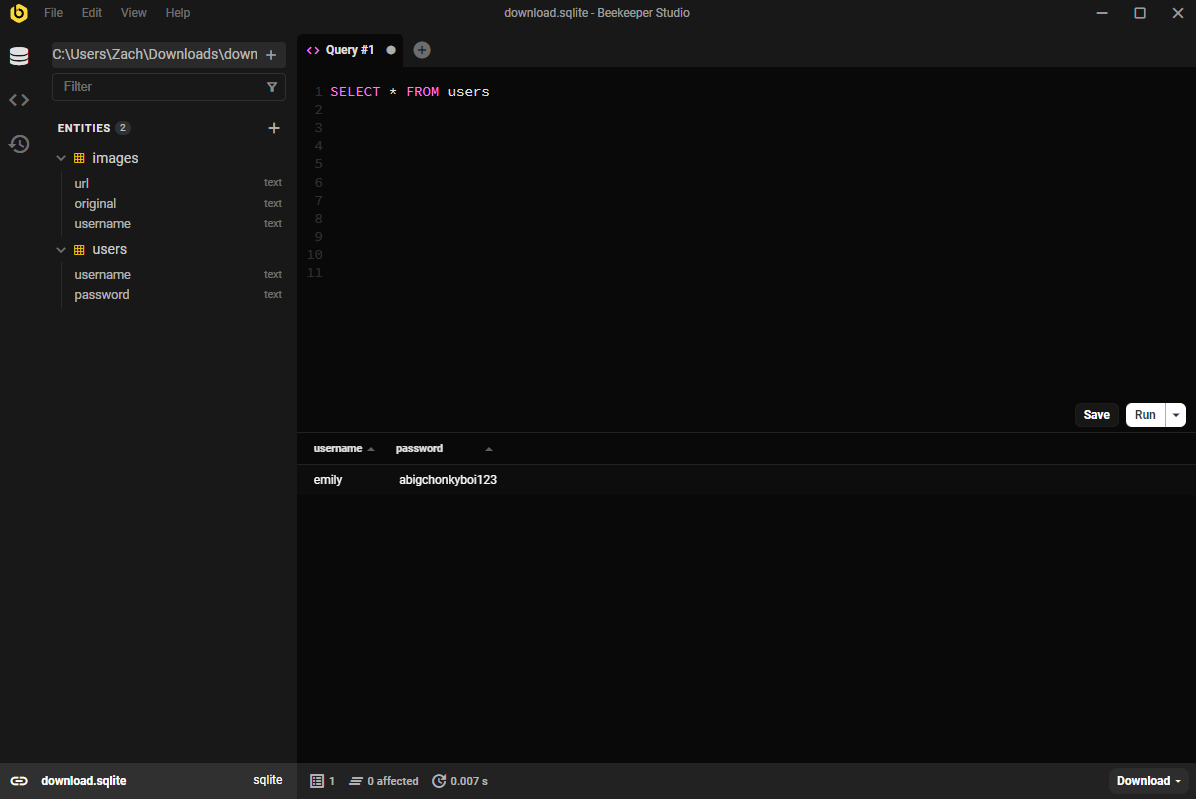 File Edit View Help
download.sqlite - Beekeeper Studio
C:\Users\Zach\Downloads\down
Filter
ENTITIES 2
images
url text
original text
username text
users
username text
password text
Query #1
1 SELECT * FROM users
2
3
4
5
6
7
8
9
10
11
Save Run
username password
emily abigchonkyboi123
download.sqlite sqlite
1 0 affected 0.007 s
Download